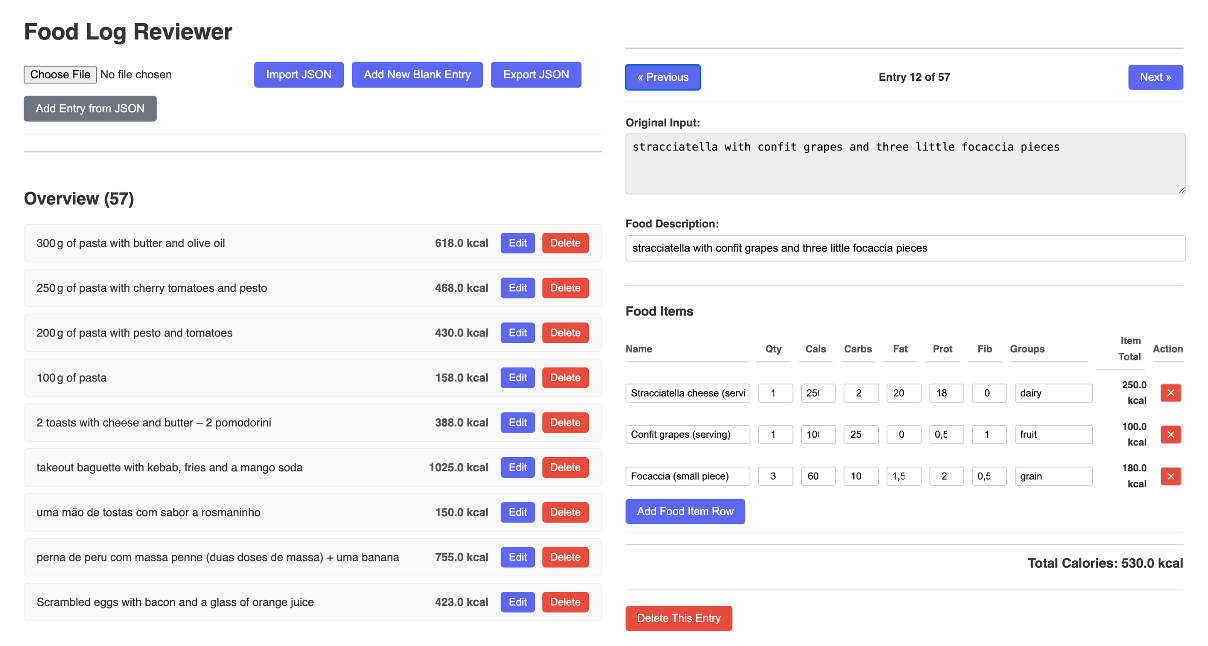 Food Log Reviewer
Choose File No file chosen
Import JSON
Add New Blank Entry
Export JSON
Add Entry from JSON
Overview (57)
300 g of pasta with butter and olive oil 618.0 kcal Edit Delete
250 g of pasta with cherry tomatoes and pesto 468.0 kcal Edit Delete
200 g of pasta with pesto and tomatoes 430.0 kcal Edit Delete
100 g of pasta 158.0 kcal Edit Delete
2 toasts with cheese and butter – 2 pomodorini 388.0 kcal Edit Delete
takeout baguette with kebab, fries and a mango soda 1025.0 kcal Edit Delete
uma mão de tostas com sabor a rosmaninho 150.0 kcal Edit Delete
perna de peru com massa penne (duas doses de massa) + uma banana 755.0 kcal Edit Delete
Scrambled eggs with bacon and a glass of orange juice 423.0 kcal Edit Delete
« Previous Entry 12 of 57 Next »
Original Input:
stracciatella with confit grapes and three little focaccia pieces
Food Description:
stracciatella with confit grapes and three little focaccia pieces
Food Items
Name Qty Cals Carbs Fat Prot Fib Groups Item Total Action
Stracciatella cheese (servi 1 25 2 20 18 0 dairy 250.0 kcal ✕
Confit grapes (serving) 1 10 25 0 0,5 1 fruit 100.0 kcal ✕
Focaccia (small piece) 3 60 10 1,5 2 0,5 grain 180.0 kcal ✕
Add Food Item Row
Total Calories: 530.0 kcal
Delete This Entry